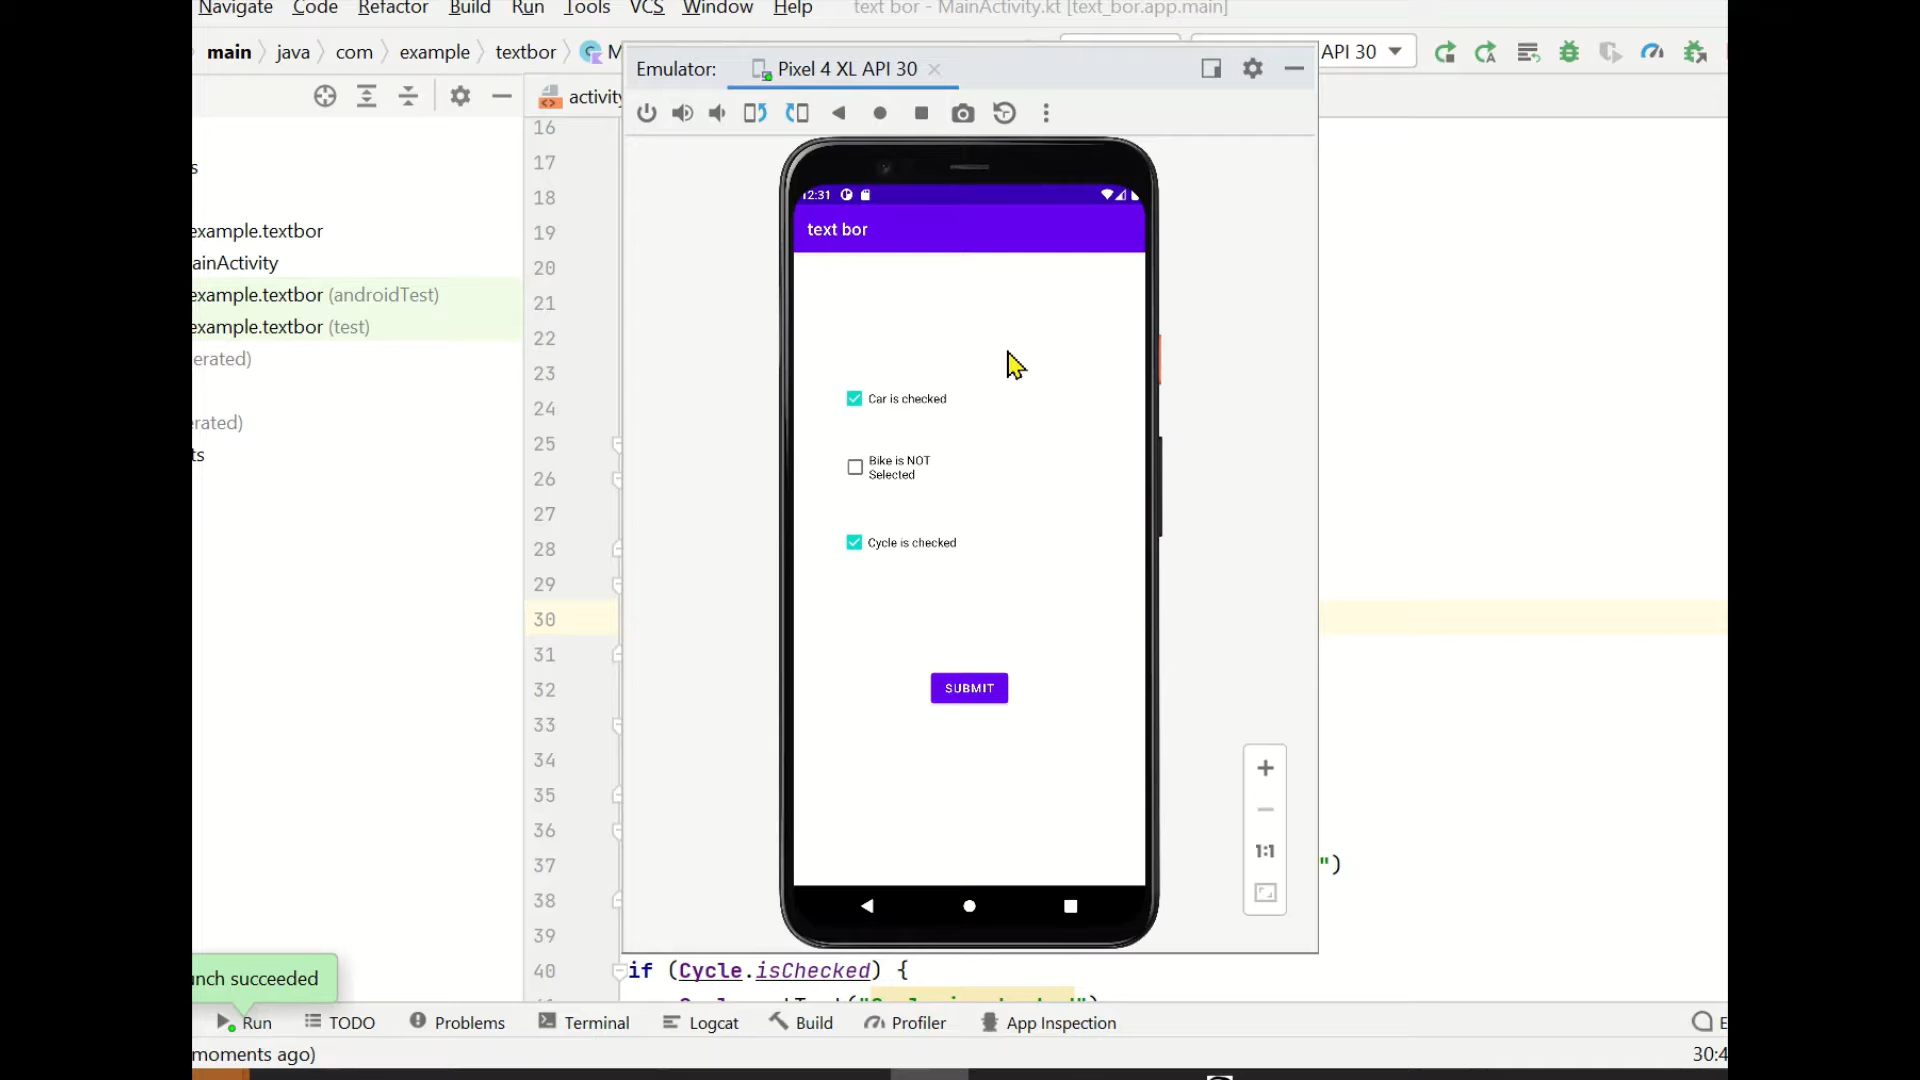 Navigate Code Refactor Build Run Tools VCS Window Help text bor - MainActivity.kt [text_bor.app.main]
main java com example textbor M API 30
Emulator: Pixel 4 XL API 30
activity
16
17
18
19
20
21
22
23
24
25
26
27
28
29
30
31
32
33
34
35
36
37
38
39
40
s
example.textbor
ainActivity
example.textbor (androidTest)
example.textbor (test)
erated)
rated)
ts
12:31
text bor
Car is checked
Bike is NOT
Selected
Cycle is checked
SUBMIT
1:1
")
if (Cycle.isChecked) {
unch succeeded
Run TODO Problems Terminal Logcat Build Profiler App Inspection E
moments ago) 30:4